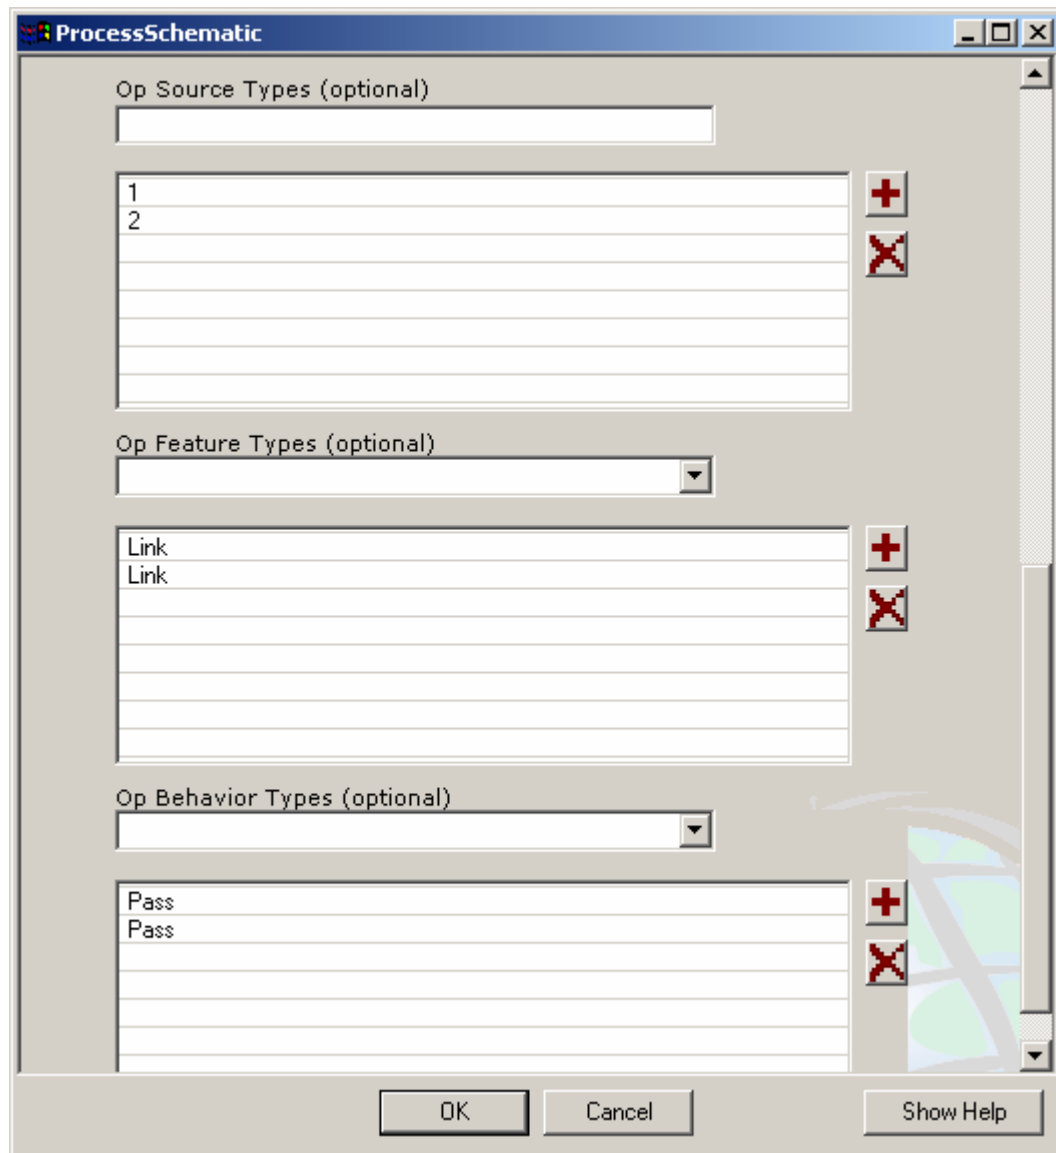 ProcessSchematic
Op Source Types (optional)
1
2
Op Feature Types (optional)
Link
Link
Op Behavior Types (optional)
Pass
Pass
OK Cancel Show Help